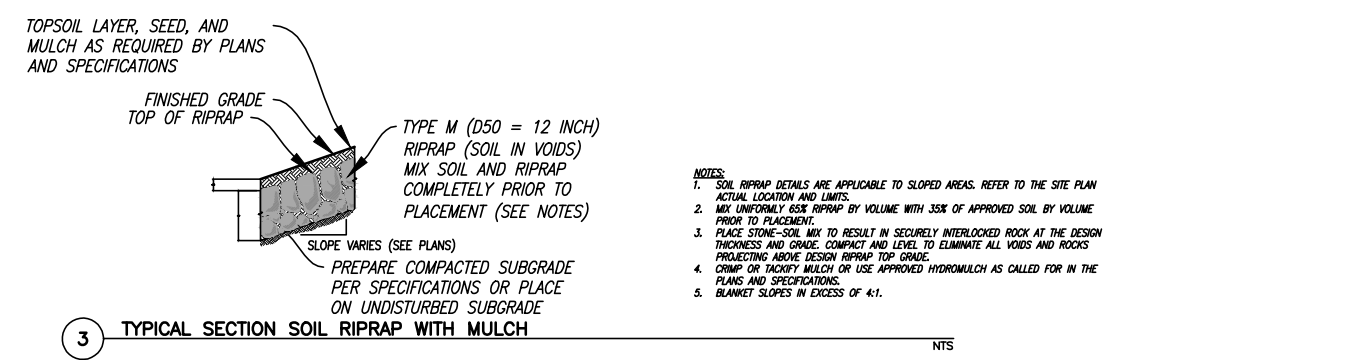 TOPSOIL LAYER, SEED, AND
MULCH AS REQUIRED BY PLANS
AND SPECIFICATIONS
FINISHED GRADE
TOP OF RIPRAP
TYPE M (D50 = 12 INCH)
RIPRAP (SOIL IN VOIDS)
MIX SOIL AND RIPRAP
COMPLETELY PRIOR TO
PLACEMENT (SEE NOTES)
SLOPE VARIES (SEE PLANS)
PREPARE COMPACTED SUBGRADE
PER SPECIFICATIONS OR PLACE
ON UNDISTURBED SUBGRADE
NOTES:
1. SOIL RIPRAP DETAILS ARE APPLICABLE TO SLOPED AREAS. REFER TO THE SITE PLAN
ACTUAL LOCATION AND LIMITS.
2. MIX UNIFORMLY 65% RIPRAP BY VOLUME WITH 35% OF APPROVED SOIL BY VOLUME
PRIOR TO PLACEMENT.
3. PLACE STONE-SOIL MIX TO RESULT IN SECURELY INTERLOCKED ROCK AT THE DESIGN
THICKNESS AND GRADE. COMPACT AND LEVEL TO ELIMINATE ALL VOIDS AND ROCKS
PROJECTING ABOVE DESIGN RIPRAP TOP GRADE.
4. CRIMP OR TACKIFY MULCH OR USE APPROVED HYDROMULCH AS CALLED FOR IN THE
PLANS AND SPECIFICATIONS.
5. BLANKET SLOPES IN EXCESS OF 4:1.
3 TYPICAL SECTION SOIL RIPRAP WITH MULCH
NTS